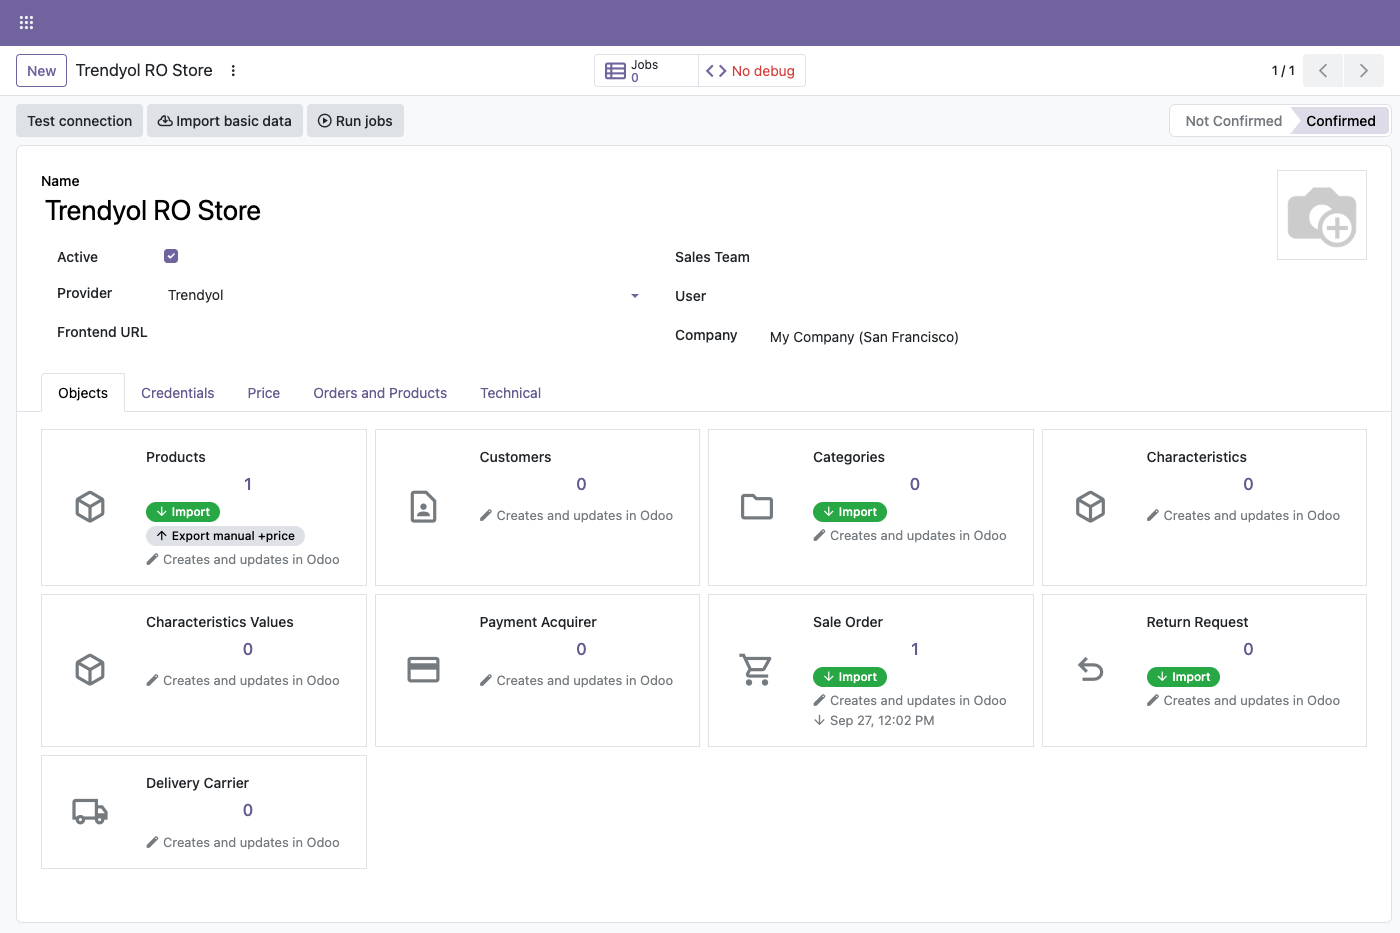 New
Trendyol RO Store
Jobs
0
No debug
1 / 1
Test connection
Import basic data
Run jobs
Not Confirmed
Confirmed
Name
Trendyol RO Store
Active
Provider
Trendyol
Frontend URL
Sales Team
User
Company
My Company (San Francisco)
Objects
Credentials
Price
Orders and Products
Technical
Products
1
Import
Export manual +price
Creates and updates in Odoo
Customers
0
Creates and updates in Odoo
Categories
0
Import
Creates and updates in Odoo
Characteristics
0
Creates and updates in Odoo
Characteristics Values
0
Creates and updates in Odoo
Payment Acquirer
0
Creates and updates in Odoo
Sale Order
1
Import
Creates and updates in Odoo
Sep 27, 12:02 PM
Return Request
0
Import
Creates and updates in Odoo
Delivery Carrier
0
Creates and updates in Odoo